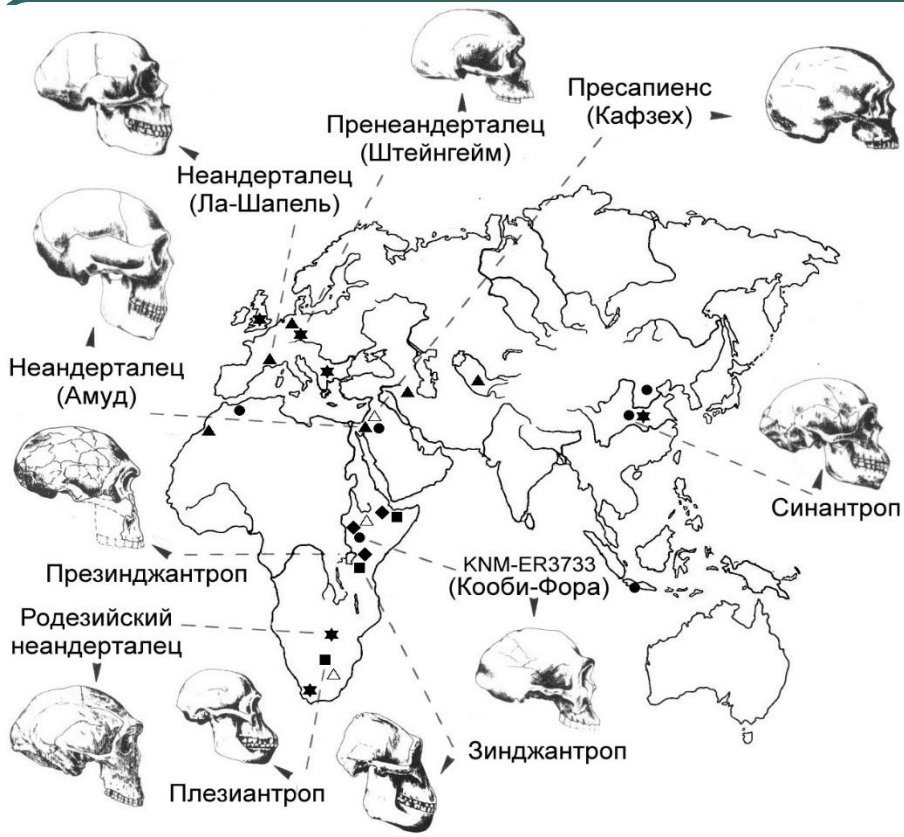 Пренеандерталец
(Штейнгейм)
Пресапиенс
(Кафзех)
Неандерталец
(Ла-Шапель)
Неандерталец
(Амуд)
Синантроп
Презинджантроп
KNM-ER3733
(Кооби-Фора)
Родезийский
неандерталец
Зинджантроп
Плезиантроп